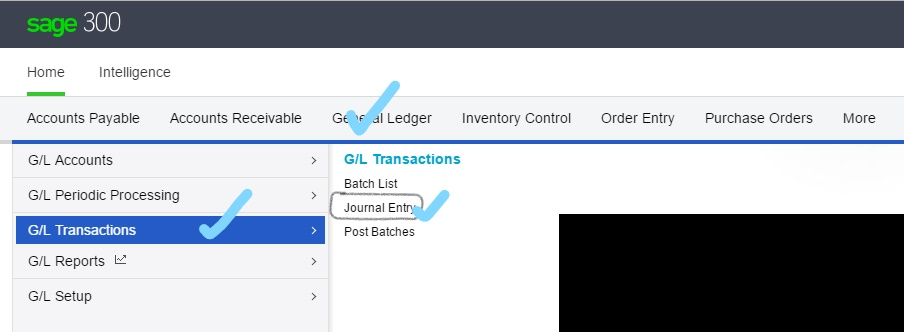 sage 300
Home Intelligence
Accounts Payable Accounts Receivable General Ledger Inventory Control Order Entry Purchase Orders More
G/L Accounts
G/L Periodic Processing
G/L Transactions
G/L Reports
G/L Setup
G/L Transactions
Batch List
Journal Entry
Post Batches